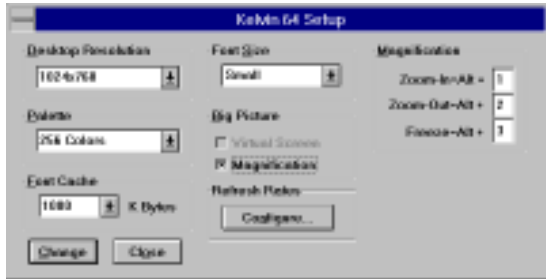 Kelvin 64 Setup
Desktop Resolution
1024x768
Palette
256 Colors
Font Cache
1000 K Bytes
Change Close
Font Size
Small
Big Picture
Virtual Screen
Magnification
Refresh Rates
Configure...
Magnification
Zoom-In=Alt + 1
Zoom-Out=Alt + 2
Freeze=Alt + 3